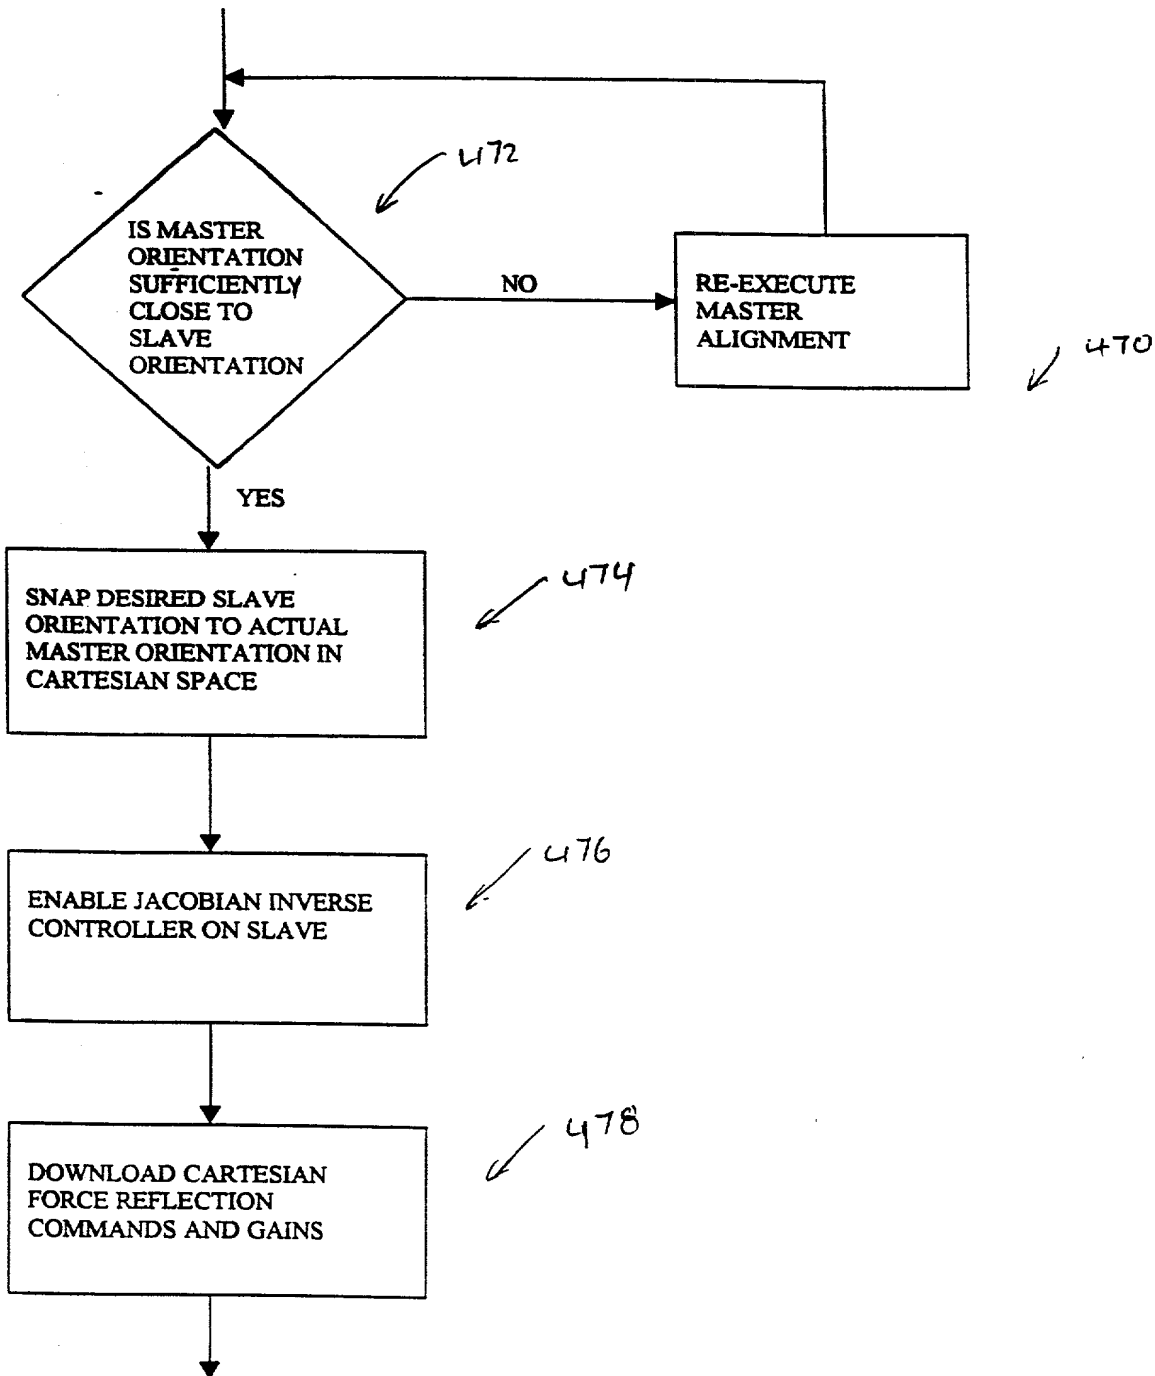 472
IS MASTER
ORIENTATION
SUFFICIENTLY
CLOSE TO
SLAVE
ORIENTATION
NO
RE-EXECUTE
MASTER
ALIGNMENT
470
YES
474
SNAP DESIRED SLAVE
ORIENTATION TO ACTUAL
MASTER ORIENTATION IN
CARTESIAN SPACE
476
ENABLE JACOBIAN INVERSE
CONTROLLER ON SLAVE
478
DOWNLOAD CARTESIAN
FORCE REFLECTION
COMMANDS AND GAINS